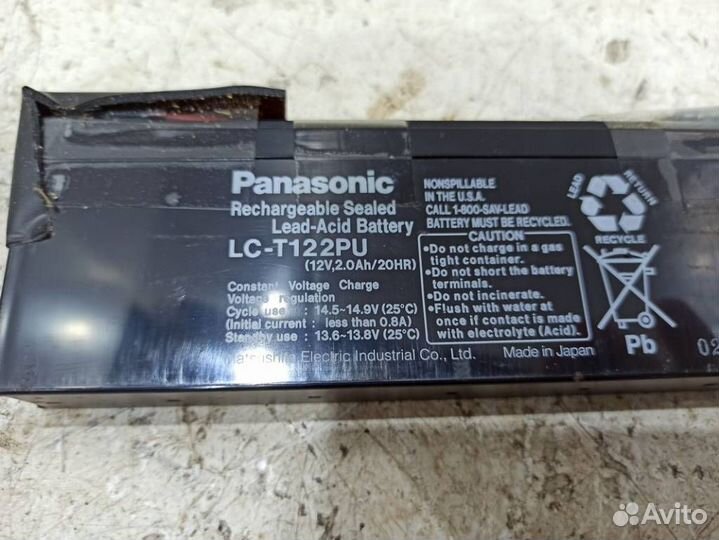 Panasonic
Rechargeable Sealed
Lead-Acid Battery
LC-T122PU
(12V,2.0Ah/20HR)
Constant Voltage Charge
Voltage regulation
Cycle use : 14.5~14.9V (25°C)
(Initial current : less than 0.8A)
Standby use : 13.6~13.8V (25°C)
Matsushita Electric Industrial Co., Ltd.
Made in Japan
NONSPILLABLE
IN THE U.S.A.
CALL 1-800-SAV-LEAD
BATTERY MUST BE RECYCLED.
CAUTION
•Do not charge in a gas
tight container.
•Do not short the battery
terminals.
•Do not incinerate.
•Flush with water at
once if contact is made
with electrolyte (Acid).
LEAD
RETURN
RECYCLE
Pb
Avito